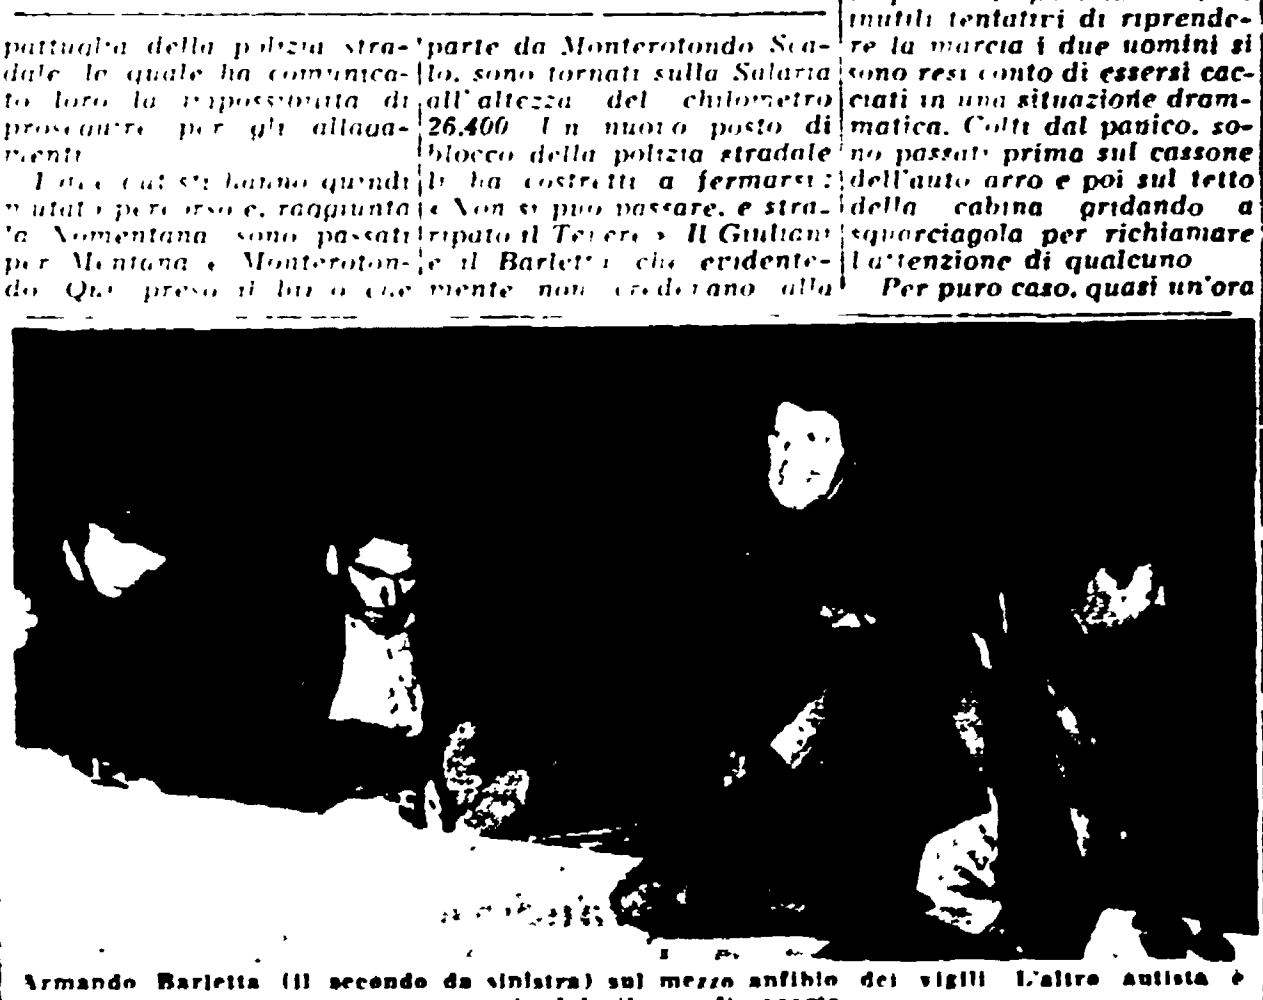 pattuglia della polizia stra-
dale le quale ha comunica-
to loro la impossibilità di
proseguire per gli allaga-
menti
I due autisti hanno quindi
mutato percorso e, raggiunta
la Nomentana sono passati
per Mentana e Monteroton-
do Qui preso il bivio che
parte da Monterotondo Sca-
lo, sono tornati sulla Salaria
all'altezza del chilometro
26.400 Un nuovo posto di
blocco della polizia stradale
li ha costretti a fermarsi:
« Non si può passare, è stra-
ripato il Tevere » Il Giuliani
e il Barletta che evidente-
mente non credevano alla
inutili tentativi di riprende-
re la marcia i due uomini si
sono resi conto di essersi cac-
ciati in una situazione dram-
matica. Colti dal panico, so-
no passati prima sul cassone
dell'auto arro e poi sul tetto
della cabina gridando a
squarciagola per richiamare
l'attenzione di qualcuno
Per puro caso, quasi un'ora
Armando Barletta (il secondo da sinistra) sul mezzo anfibio dei vigili L'altro autista è